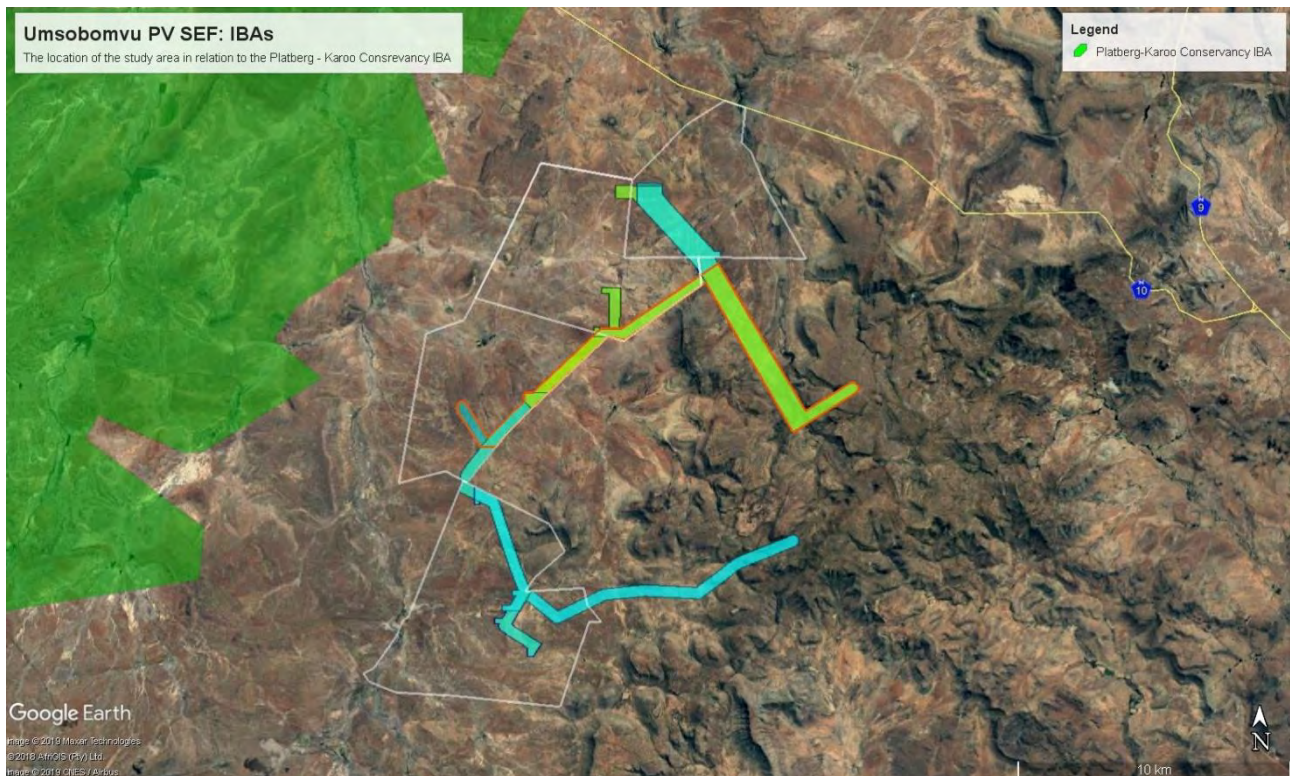 Umsobomvu PV SEF: IBAs
The location of the study area in relation to the Platberg - Karoo Consrevancy IBA
Legend
Platberg-Karoo Conservancy IBA
9
10
Google Earth
Image © 2019 Maxar Technologies
©2018 AfriGIS (Pty) Ltd.
Image © 2019 CNES / Airbus
N
10 km